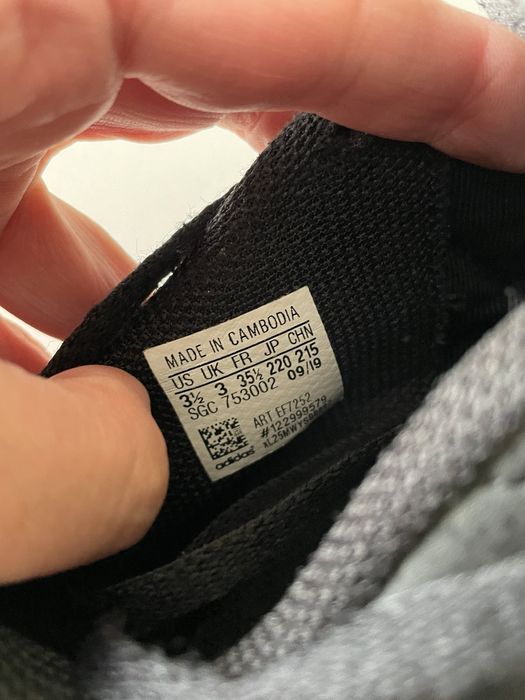 MADE IN CAMBODIA
US UK FR JP CHN
3½ 3 35½ 220 215
SGC 753002 09/19
ART EF7252
#122999579
adidas